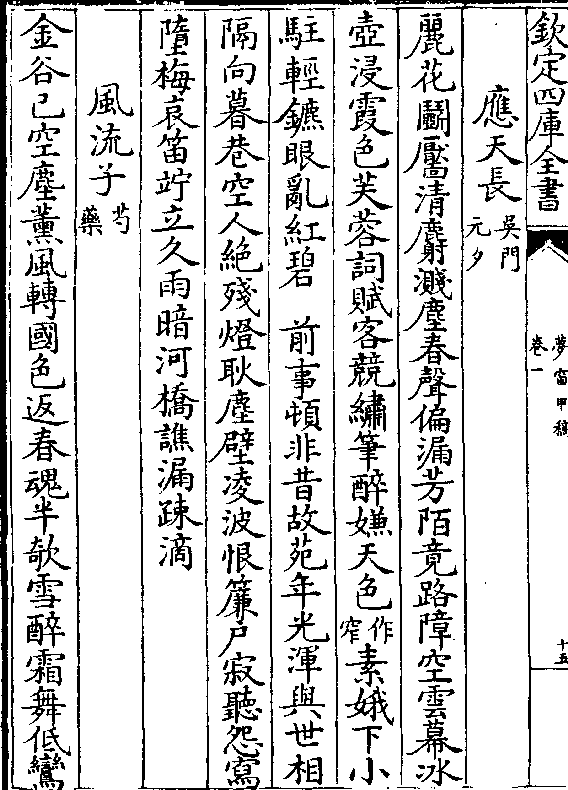 欽定四庫全書
夢窗甲稿
卷一
十五
應天長吳門元夕
麗花鬬靨清麝濺塵春聲偏漏芳陌竟路障空雲幕冰
壺浸霞色芙蓉詞賦客競繡筆醉嫌天色作窄素娥下小
駐輕鑣眼亂紅碧 前事頓非昔故苑年光渾與世相
隔向暮巷空人絶殘燈耿塵壁凌波恨簾户寂聽怨寫
墮梅哀笛竚立久雨暗河橋譙漏疎滴
風流子芍藥
金谷已空塵薰風轉國色返春魂半欹雪醉霜舞低鸞